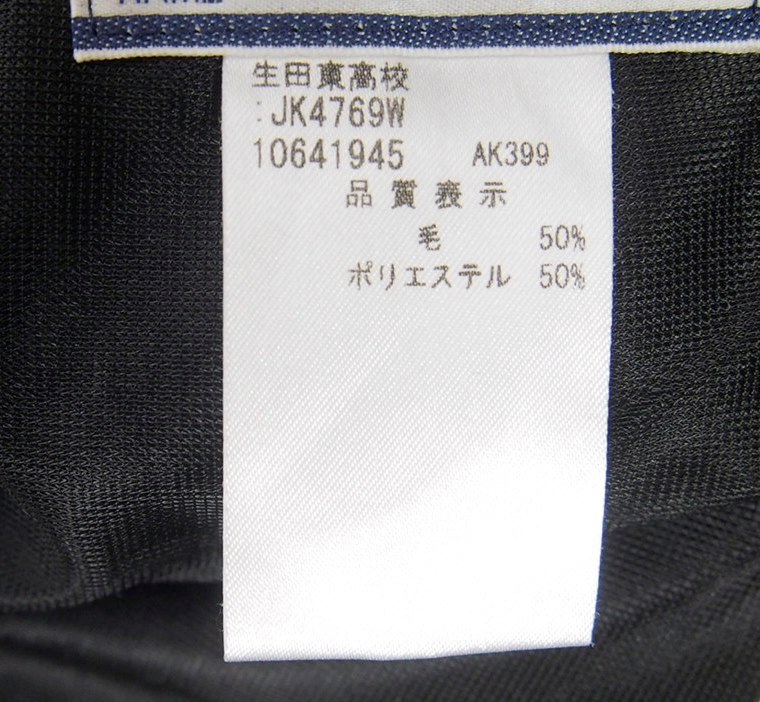 生田東高校
:JK4769W
10641945 AK399
品質表示
毛 50%
ポリエステル 50%